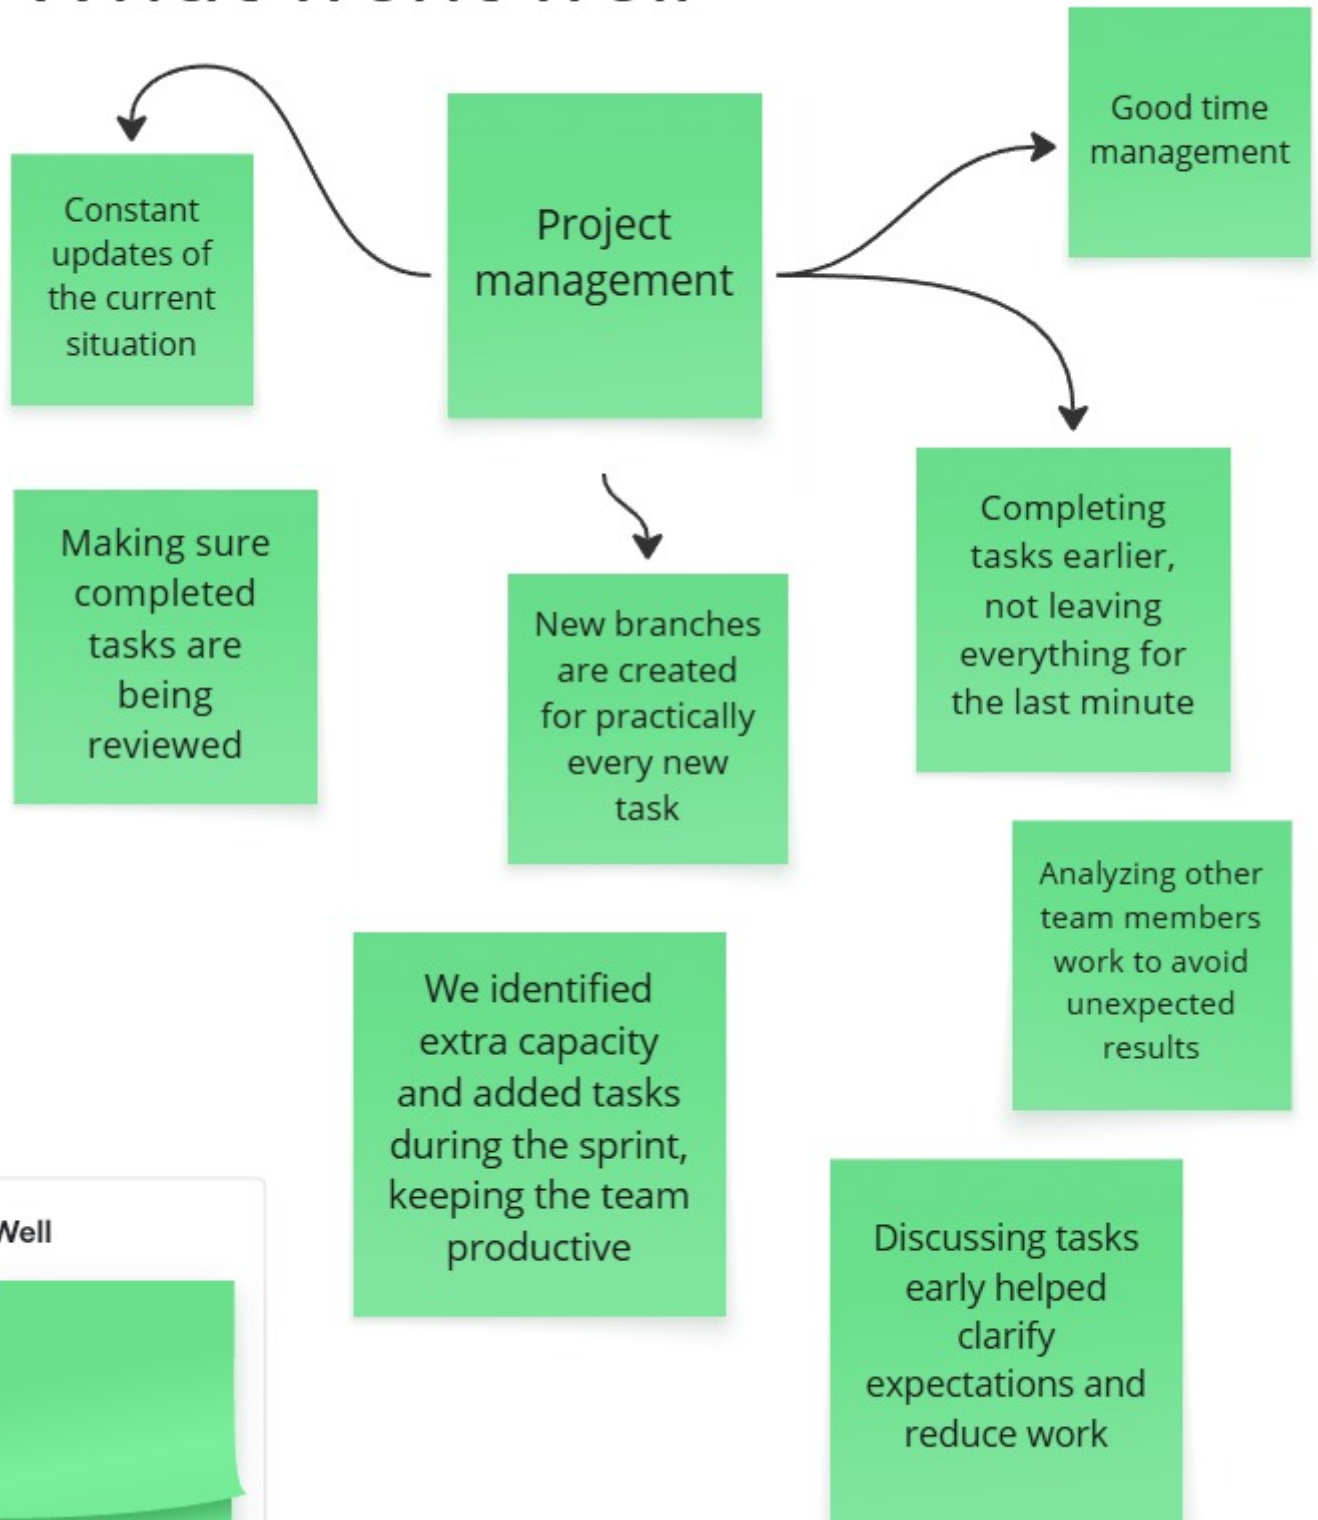 Project
management
Good time
management
Constant
updates of
the current
situation
Making sure
completed
tasks are
being
reviewed
New branches
are created
for practically
every new
task
Completing
tasks earlier,
not leaving
everything for
the last minute
Analyzing other
team members
work to avoid
unexpected
results
We identified
extra capacity
and added tasks
during the sprint,
keeping the team
productive
Discussing tasks
early helped
clarify
expectations and
reduce work
Well